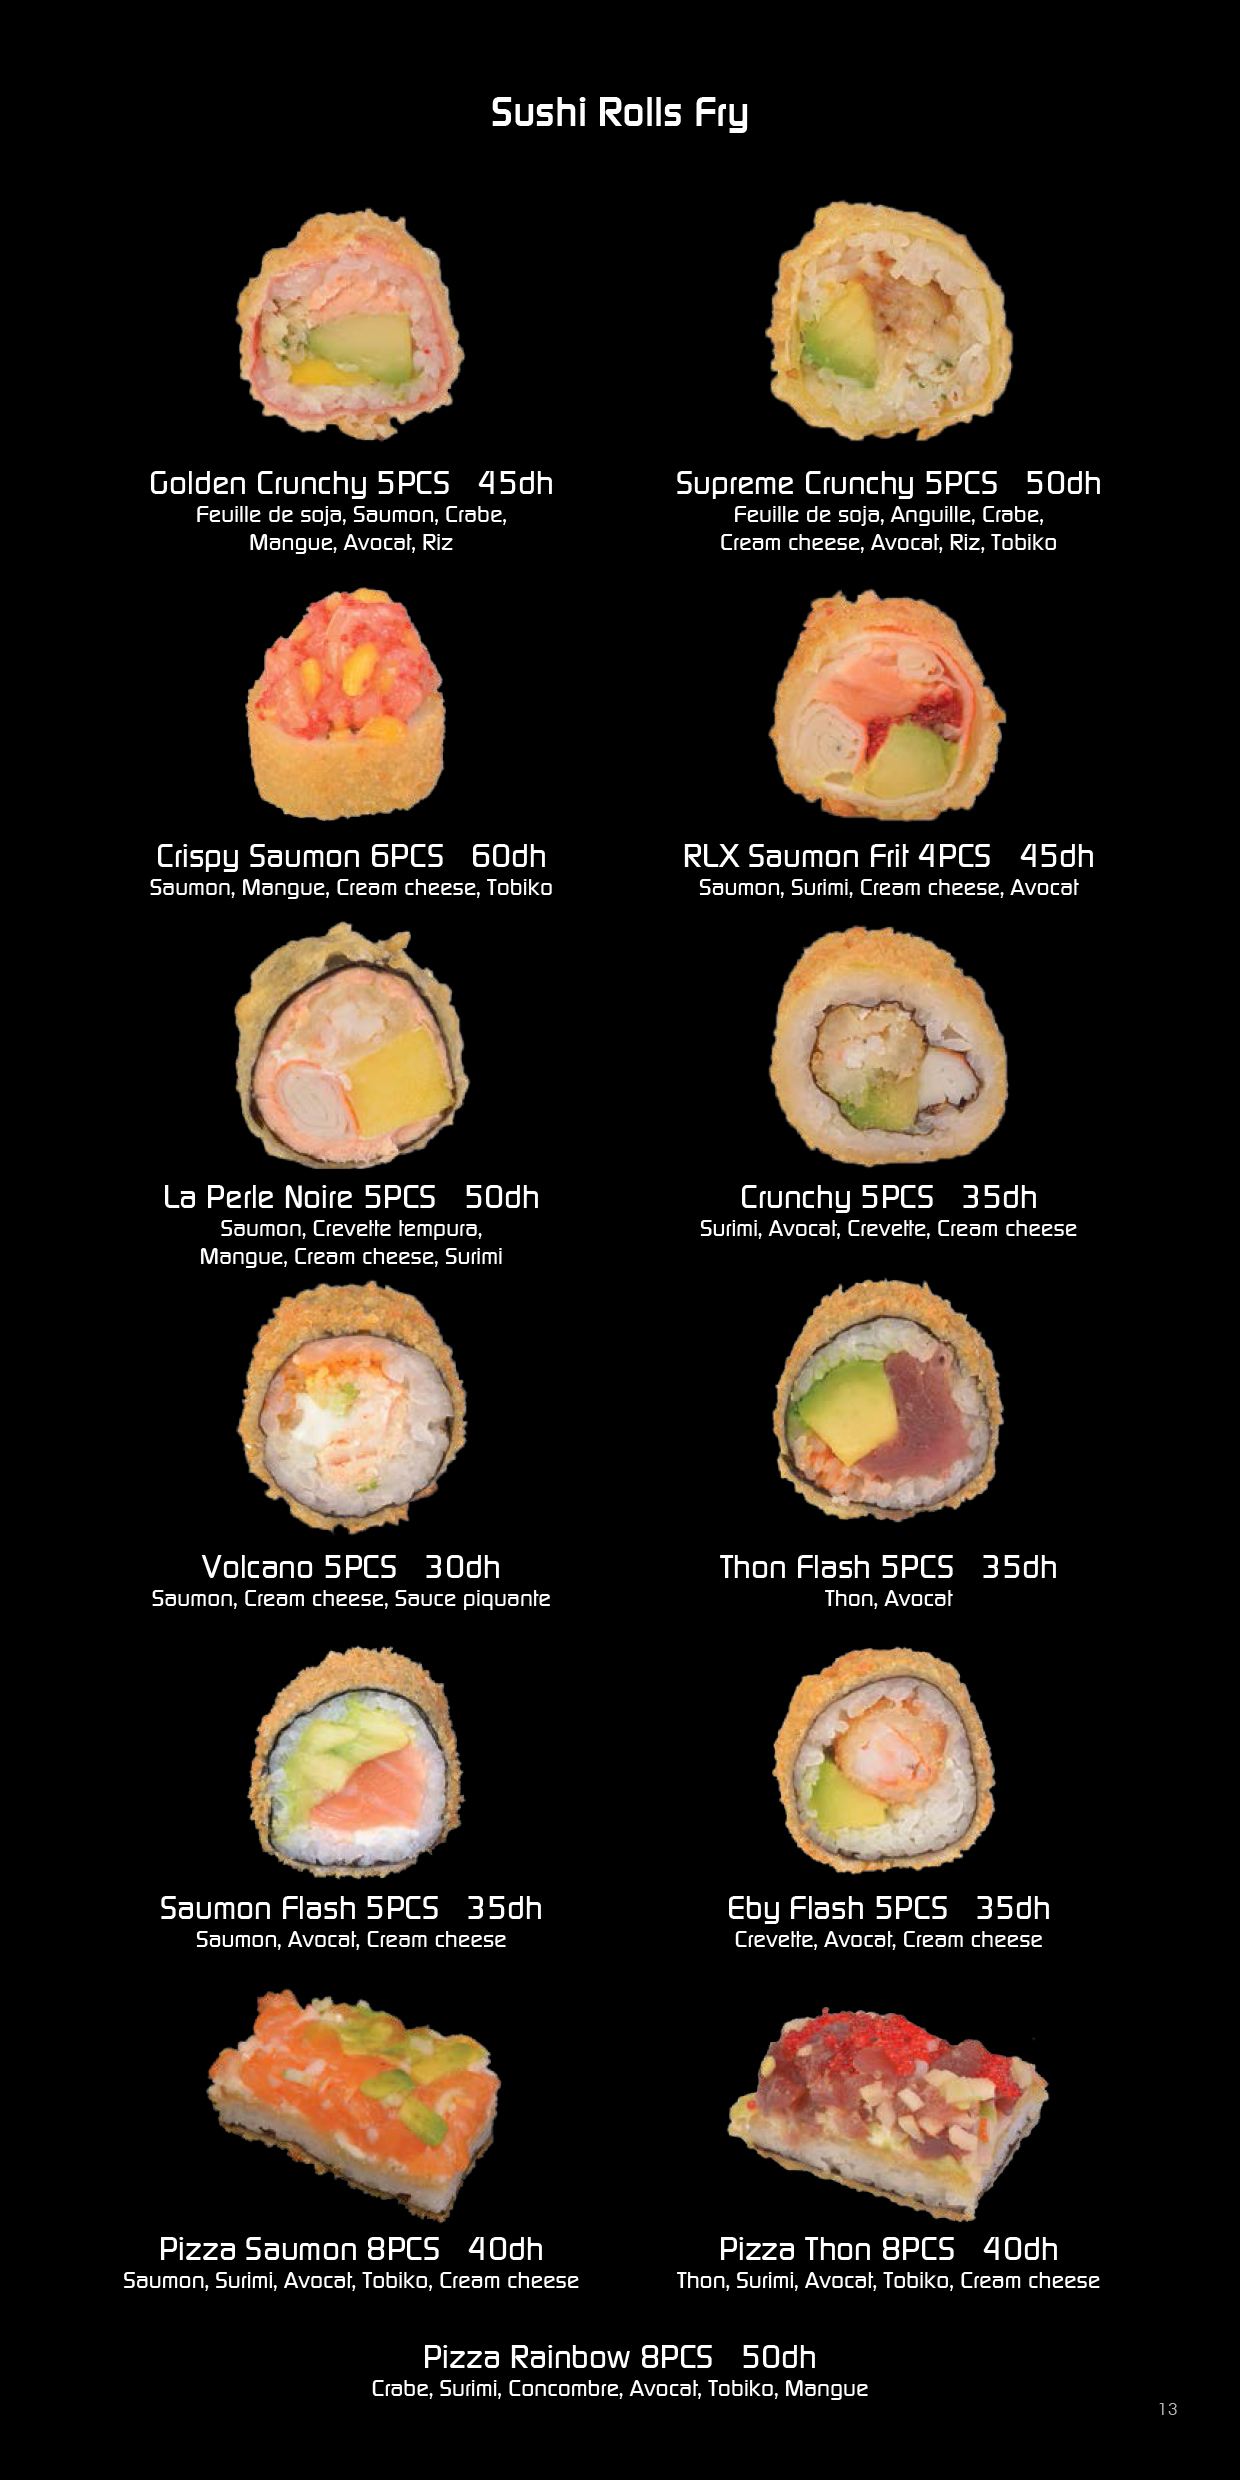 Sushi Rolls Fry
Golden Crunchy 5PCS 45dh
Feuille de soja, Saumon, Crabe,
Mangue, Avocat, Riz
Supreme Crunchy 5PCS 50dh
Feuille de soja, Anguille, Crabe,
Cream cheese, Avocat, Riz, Tobiko
Crispy Saumon 6PCS 60dh
Saumon, Mangue, Cream cheese, Tobiko
RLX Saumon Frit 4PCS 45dh
Saumon, Surimi, Cream cheese, Avocat
La Perle Noire 5PCS 50dh
Saumon, Crevette tempura,
Mangue, Cream cheese, Surimi
Crunchy 5PCS 35dh
Surimi, Avocat, Crevette, Cream cheese
Volcano 5PCS 30dh
Saumon, Cream cheese, Sauce piquante
Thon Flash 5PCS 35dh
Thon, Avocat
Saumon Flash 5PCS 35dh
Saumon, Avocat, Cream cheese
Eby Flash 5PCS 35dh
Crevette, Avocat, Cream cheese
Pizza Saumon 8PCS 40dh
Saumon, Surimi, Avocat, Tobiko, Cream cheese
Pizza Thon 8PCS 40dh
Thon, Surimi, Avocat, Tobiko, Cream cheese
Pizza Rainbow 8PCS 50dh
Crabe, Surimi, Concombre, Avocat, Tobiko, Mangue
13